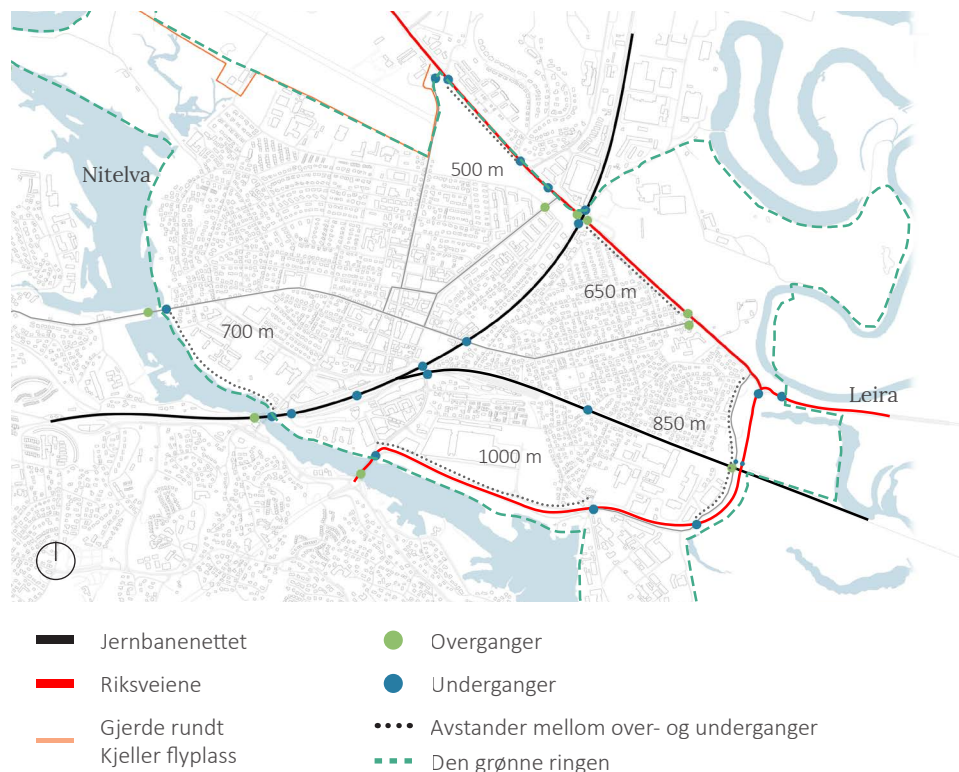 Nitelva
500 m
650 m
700 m
Leira
850 m
1000 m
Jernbanenettet
Riksveiene
Gjerde rundt
Kjeller flyplass
Overganger
Underganger
Avstander mellom over- og underganger
Den grønne ringen